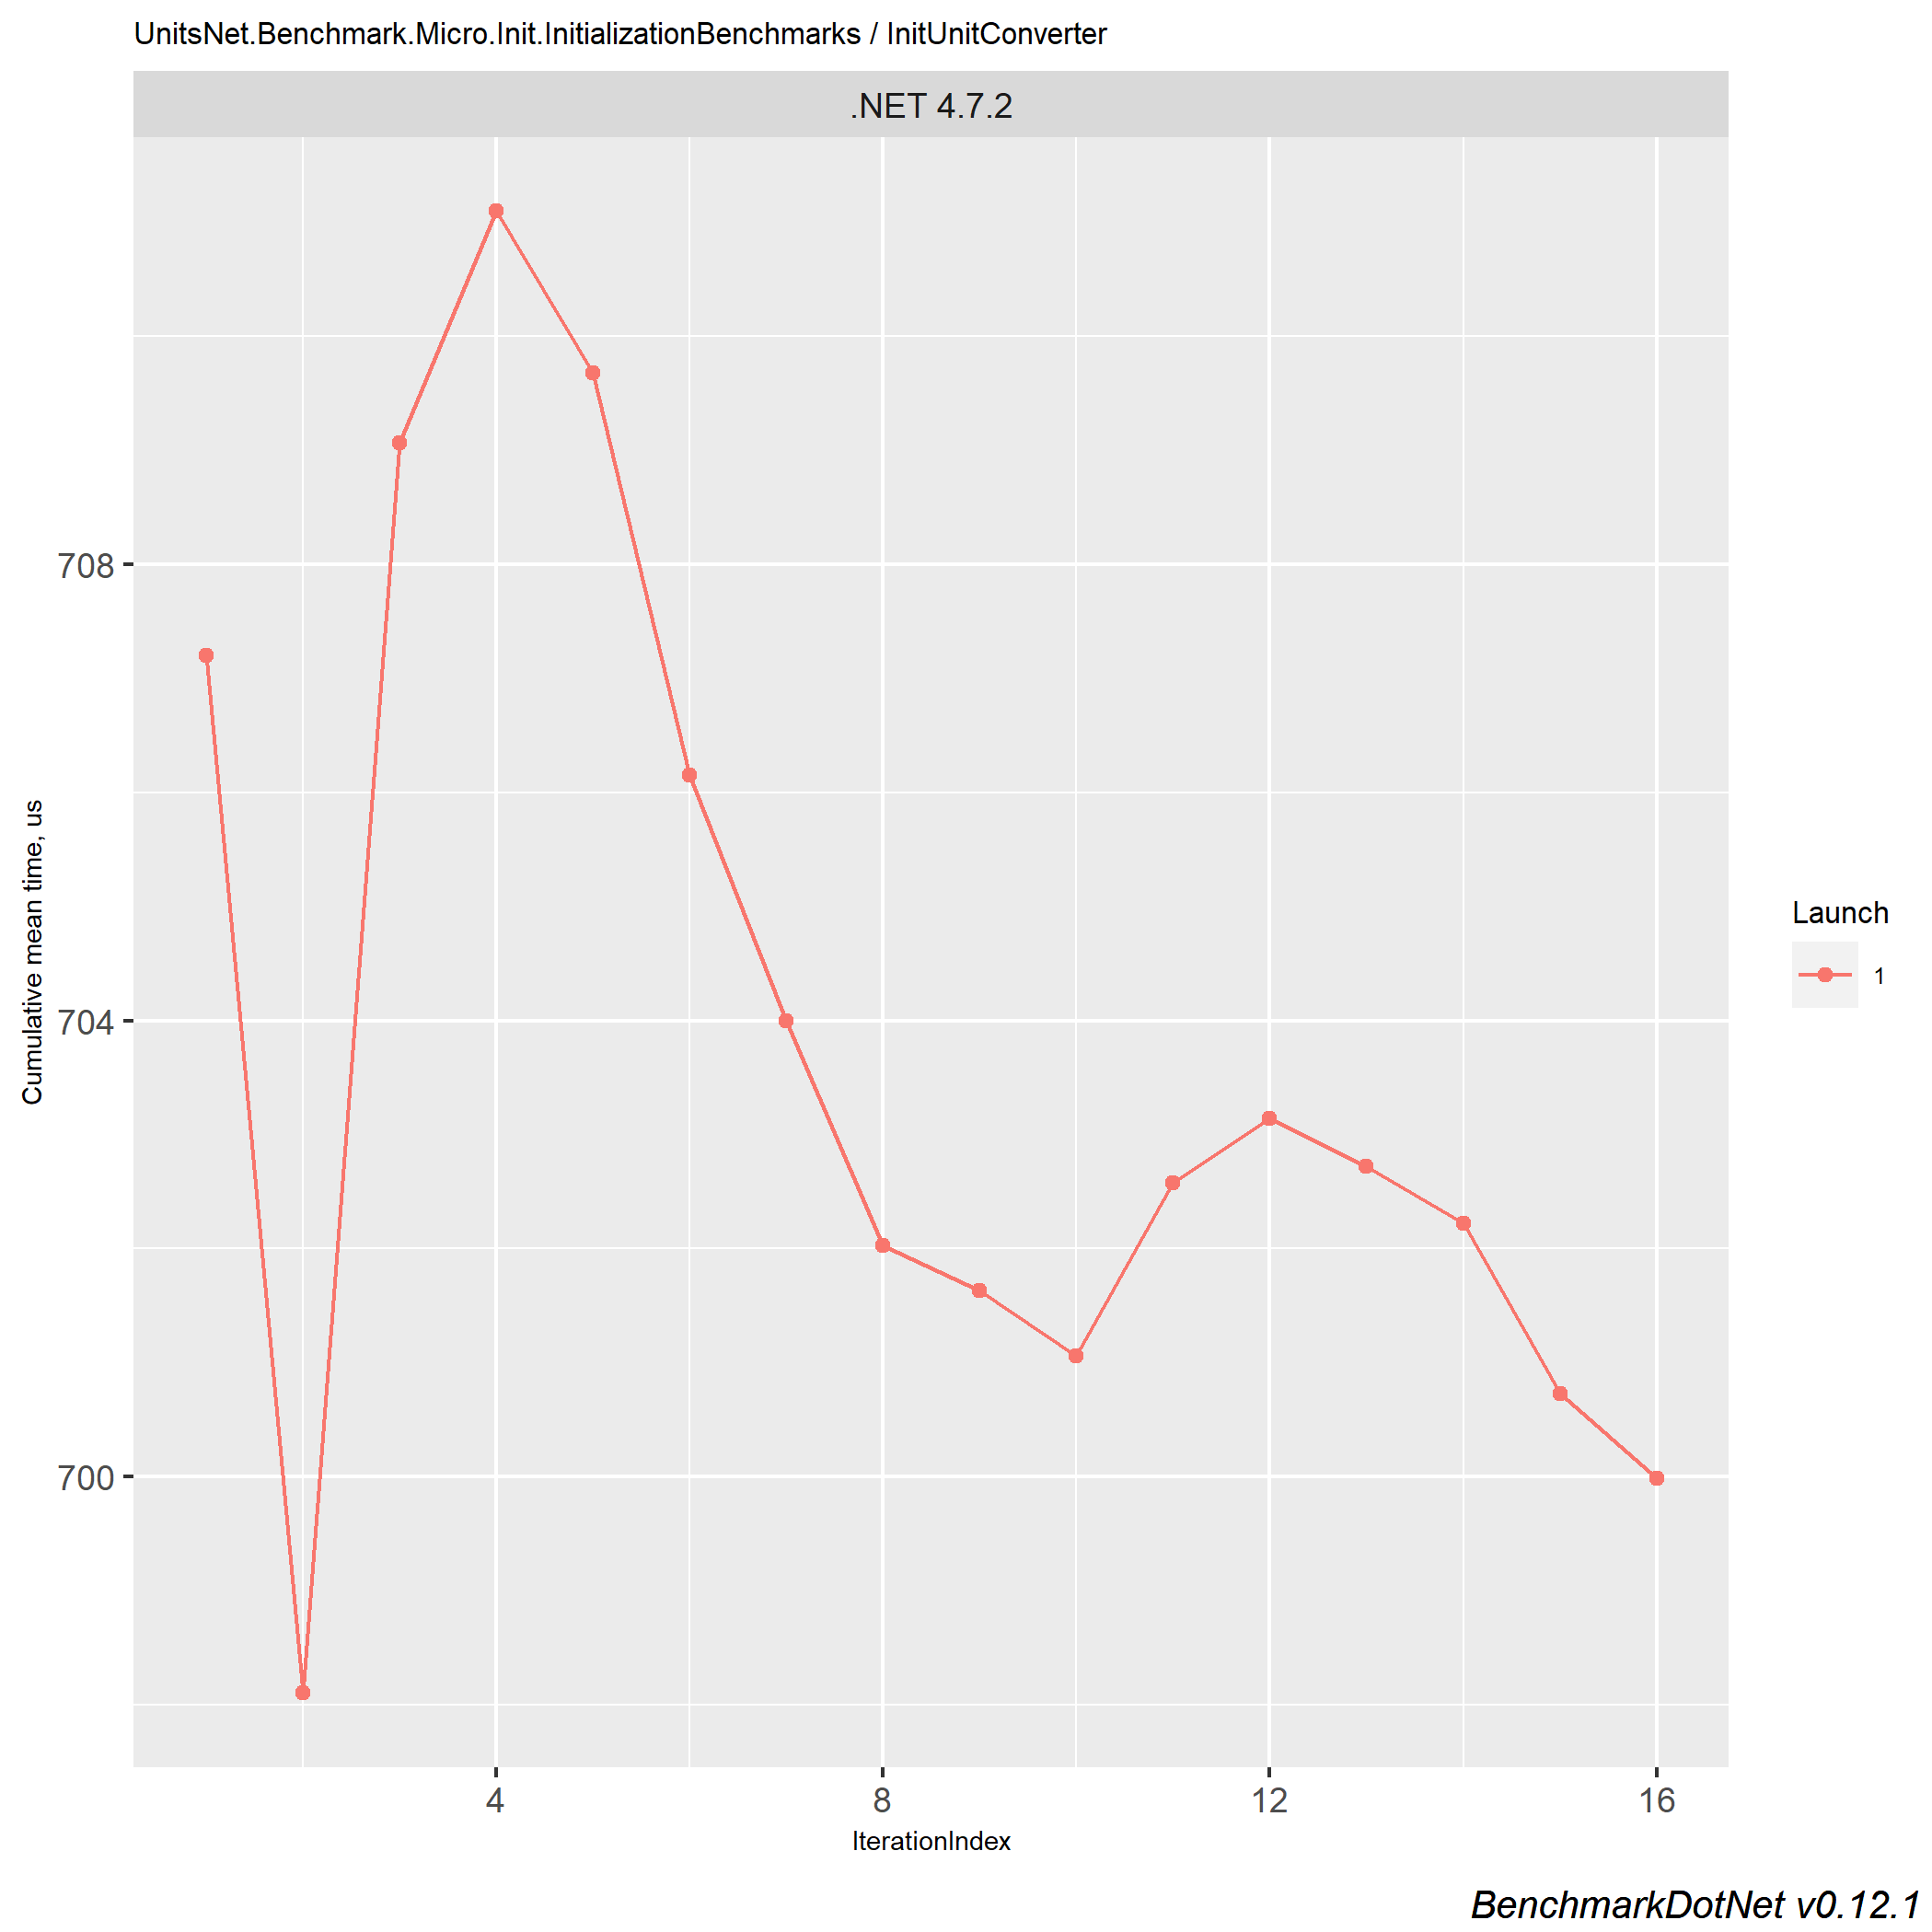 UnitsNet.Benchmark.Micro.Init.InitializationBenchmarks / InitUnitConverter
.NET 4.7.2
708
704
700
Cumulative mean time, us
4 8 12 16
IterationIndex
Launch
1
BenchmarkDotNet v0.12.1